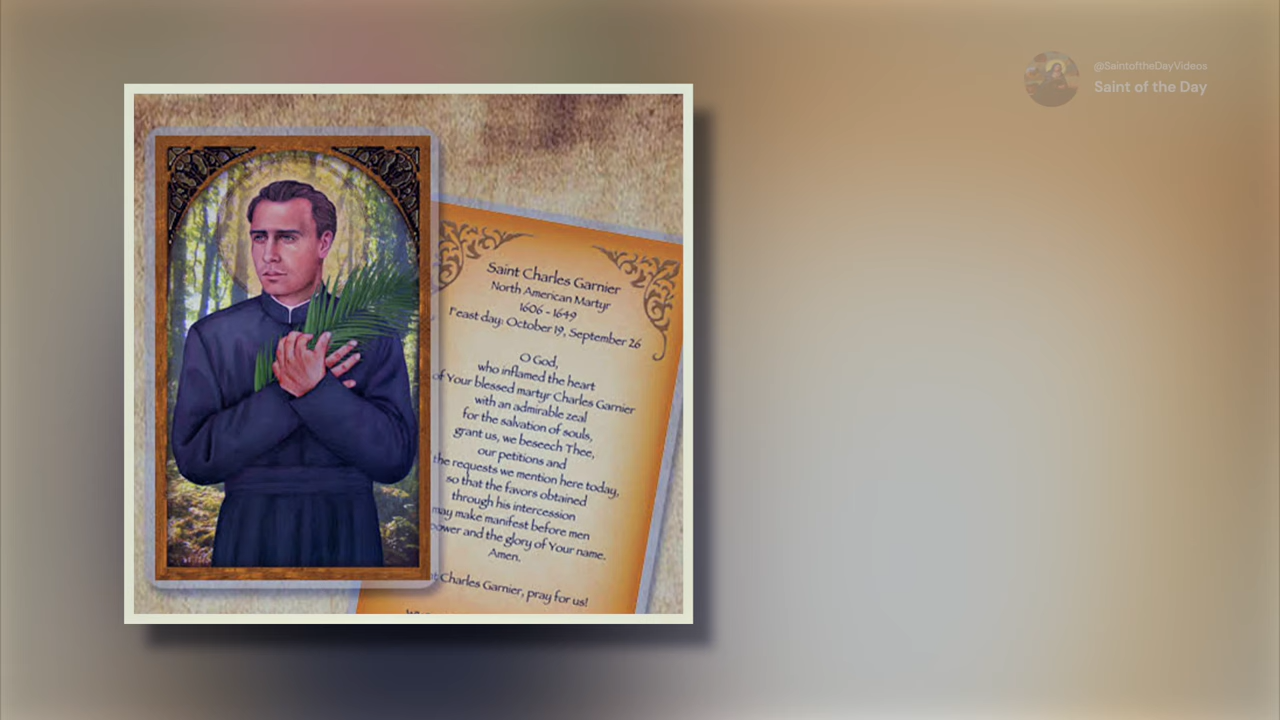 @SaintoftheDayVideos
Saint of the Day
Saint Charles Garnier
North American Martyr
1606 - 1649
Feast day: October 19, September 26
O God,
who inflamed the heart
of Your blessed martyr Charles Garnier
with an admirable zeal
for the salvation of souls,
grant us, we beseech Thee,
our petitions and
the requests we mention here today,
so that the favors obtained
through his intercession
may make manifest before men
power and the glory of Your name.
Amen.
Charles Garnier, pray for us!